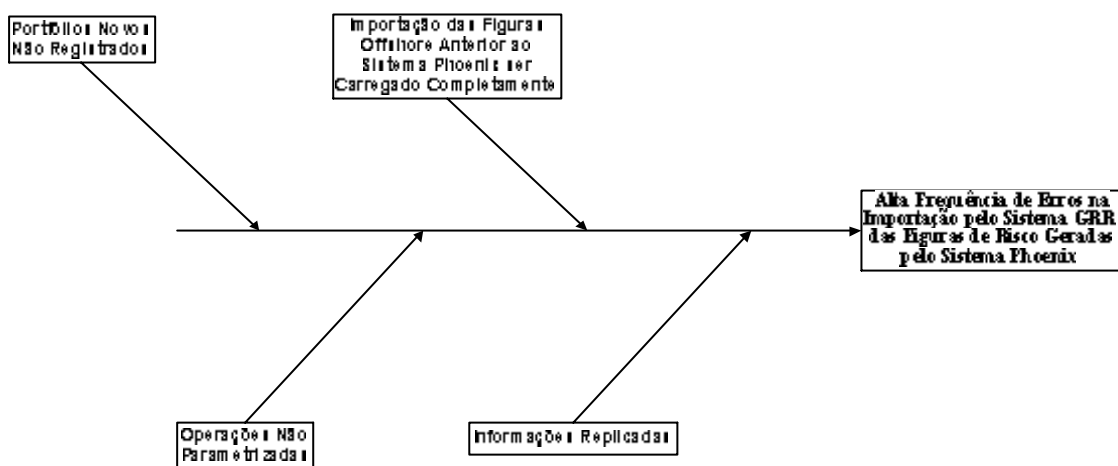 Portfólios Novos
Não Registrados
Importação das Figuras
Offshore Anterior ao
Sistema Phoenix ser
Carregado Completamente
Alta Frequência de Erros na
Importação pelo Sistema GRR
das Figuras de Risco Geradas
pelo Sistema Phoenix
Operações Não
Parametrizadas
Informações Replicadas